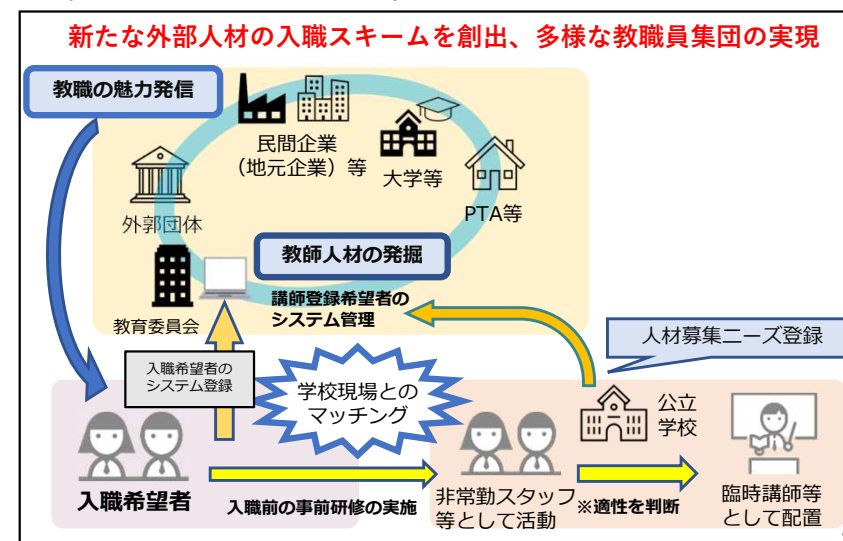 新たな外部人材の入職スキームを創出、多様な教職員集団の実現
教職の魅力発信
民間企業
（地元企業）等
大学等
PTA等
外郭団体
教師人材の発掘
教育委員会
講師登録希望者の
システム管理
人材募集ニーズ登録
入職希望者の
システム登録
学校現場との
マッチング
公立
学校
入職希望者
入職前の事前研修の実施
非常勤スタッフ
等として活動
※適性を判断
臨時講師等
として配置